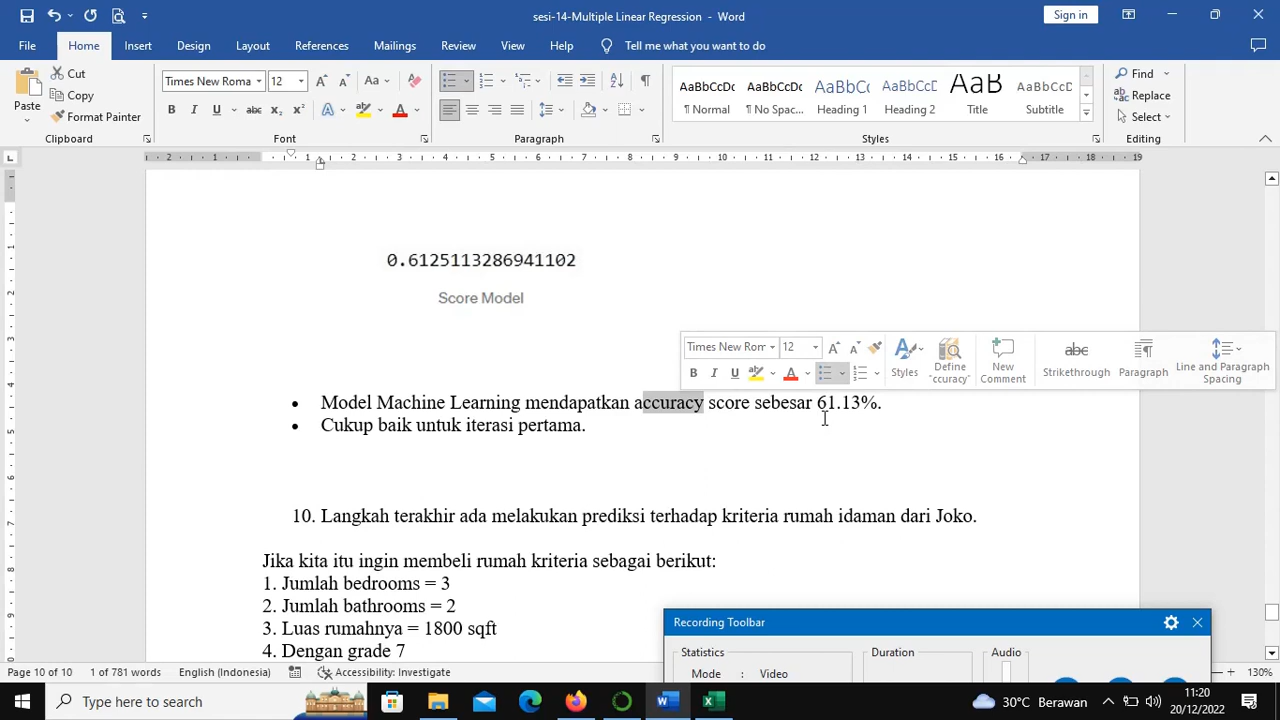 sesi-14-Multiple Linear Regression - Word
Sign in
File Home Insert Design Layout References Mailings Review View Help Tell me what you want to do
Paste
Cut
Copy
Format Painter
Clipboard
Times New Roma 12
Font
Paragraph
AaBbCcDc AaBbCcDc AaBbCcD AaBbCcD AaB AaBbCcD
¶ Normal ¶ No Spac... Heading 1 Heading 2 Title Subtitle
Styles
Find
Replace
Select
Editing
0.6125113286941102
Score Model
Times New Rom 12
Styles
Define "ccuracy"
New Comment
Strikethrough
Paragraph
Line and Paragraph Spacing
• Model Machine Learning mendapatkan accuracy score sebesar 61.13%.
• Cukup baik untuk iterasi pertama.
10. Langkah terakhir ada melakukan prediksi terhadap kriteria rumah idaman dari Joko.
Jika kita itu ingin membeli rumah kriteria sebagai berikut:
1. Jumlah bedrooms = 3
2. Jumlah bathrooms = 2
3. Luas rumahnya = 1800 sqft
4. Dengan grade 7
Recording Toolbar
Statistics
Duration
Audio
Mode : Video
Page 10 of 10 1 of 781 words English (Indonesia) Accessibility: Investigate
130%
Type here to search
30°C Berawan
11:20
20/12/2022